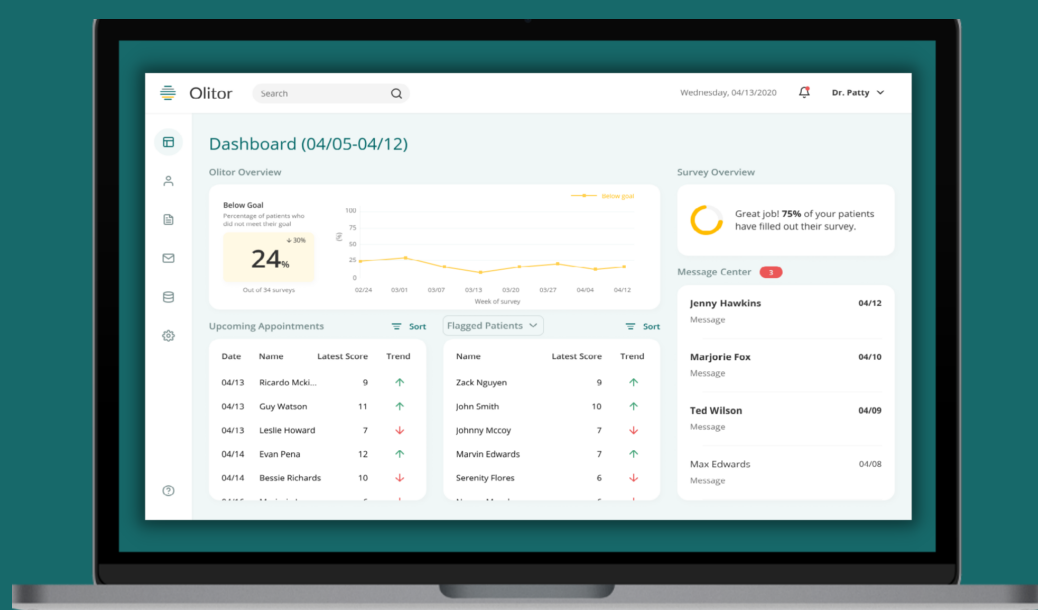 Olitor
Search
Wednesday, 04/13/2020
Dr. Patty
Dashboard (04/05-04/12)
Olitor Overview
Below Goal
Percentage of patients who
did not meet their goal
30%
24%
Out of 34 surveys
Below goal
(%)
100
75
50
25
0
02/24 03/01 03/07 03/13 03/20 03/27 04/04 04/12
Week of survey
Survey Overview
Great job! 75% of your patients
have filled out their survey.
Upcoming Appointments
Sort
Date Name Latest Score Trend
04/13 Ricardo Mcki... 9
04/13 Guy Watson 11
04/13 Leslie Howard 7
04/14 Evan Pena 12
04/14 Bessie Richards 10
Flagged Patients
Sort
Name Latest Score Trend
Zack Nguyen 9
John Smith 10
Johnny Mccoy 7
Marvin Edwards 7
Serenity Flores 6
Message Center 3
Jenny Hawkins 04/12
Message
Marjorie Fox 04/10
Message
Ted Wilson 04/09
Message
Max Edwards 04/08
Message